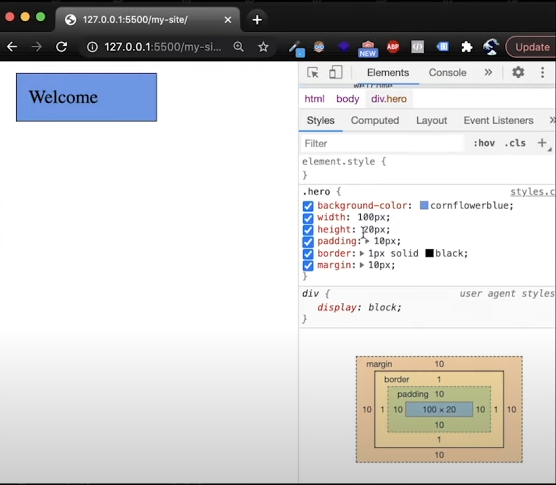 127.0.0.1:5500/my-site/
127.0.0.1:5500/my-si...
NEW
ABP
Update
Welcome
Elements
Console
html body div.hero
Styles Computed Layout Event Listeners
Filter
:hov .cls +
element.style {
}
.hero {
styles.c
background-color: cornflowerblue;
width: 100px;
height: 20px;
padding: 10px;
border: 1px solid black;
margin: 10px;
}
div {
user agent styles
display: block;
}
margin 10
border 1
padding 10
10 1 10 100 × 20 10 1 10
10
1
10